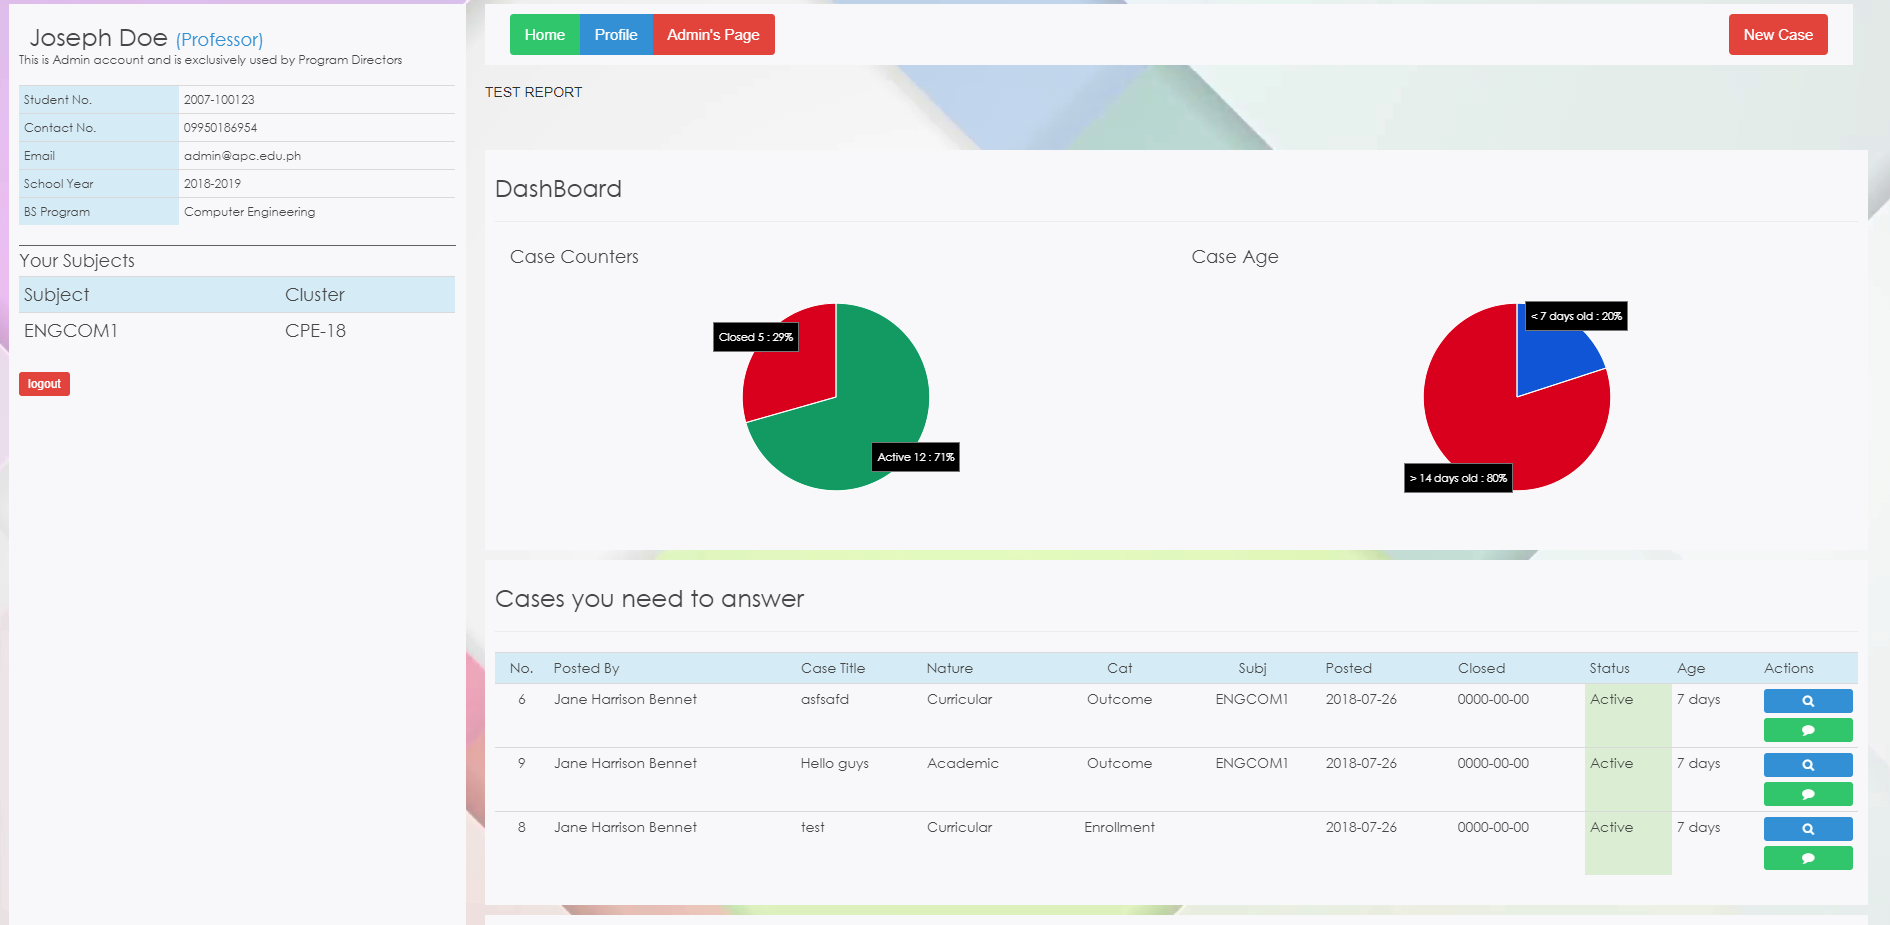 Joseph Doe (Professor)
This is Admin account and is exclusively used by Program Directors
Student No. 2007-100123
Contact No. 09950186954
Email admin@apc.edu.ph
School Year 2018-2019
BS Program Computer Engineering
Your Subjects
Subject Cluster
ENGCOM1 CPE-18
logout
Home Profile Admin's Page New Case
TEST REPORT
DashBoard
Case Counters
Closed 5 : 29%
Active 12 : 71%
Case Age
< 7 days old : 20%
> 14 days old : 80%
Cases you need to answer
No. Posted By Case Title Nature Cat Subj Posted Closed Status Age Actions
6 Jane Harrison Bennet asfsafd Curricular Outcome ENGCOM1 2018-07-26 0000-00-00 Active 7 days
9 Jane Harrison Bennet Hello guys Academic Outcome ENGCOM1 2018-07-26 0000-00-00 Active 7 days
8 Jane Harrison Bennet test Curricular Enrollment 2018-07-26 0000-00-00 Active 7 days